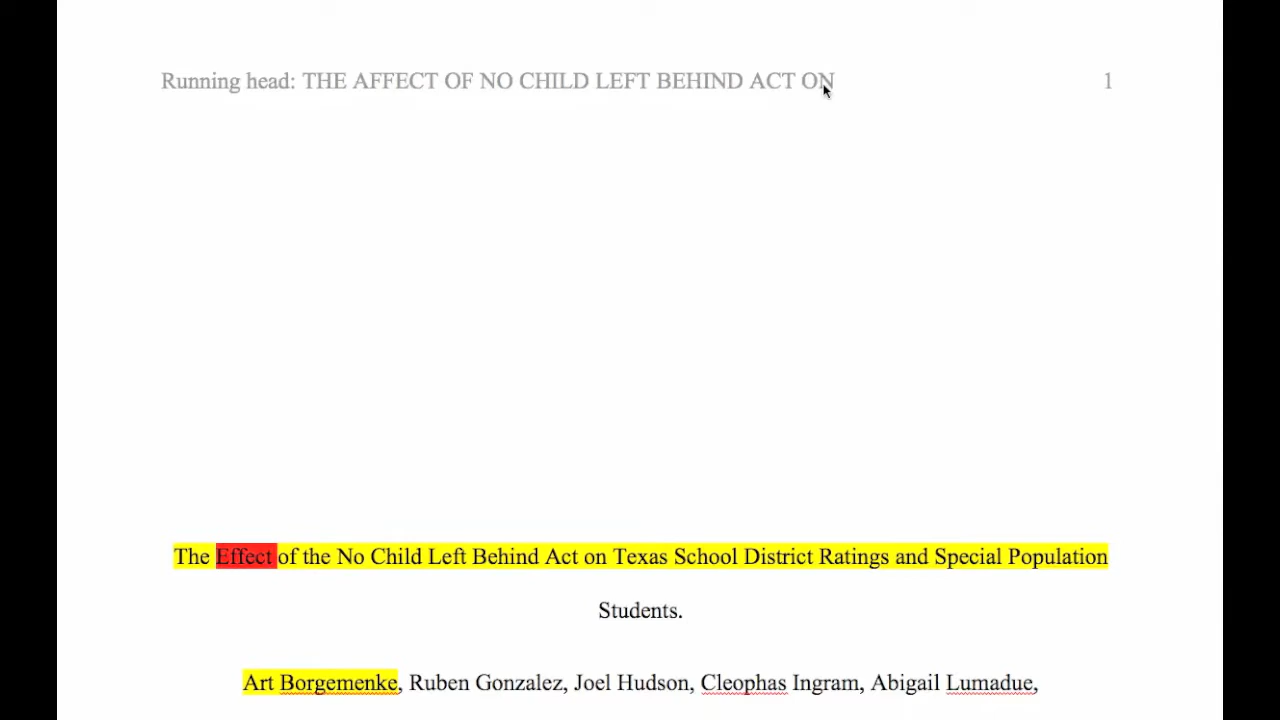 Running head: THE AFFECT OF NO CHILD LEFT BEHIND ACT ON 1
The Effect of the No Child Left Behind Act on Texas School District Ratings and Special Population
Students.
Art Borgemenke, Ruben Gonzalez, Joel Hudson, Cleophas Ingram, Abigail Lumadue,